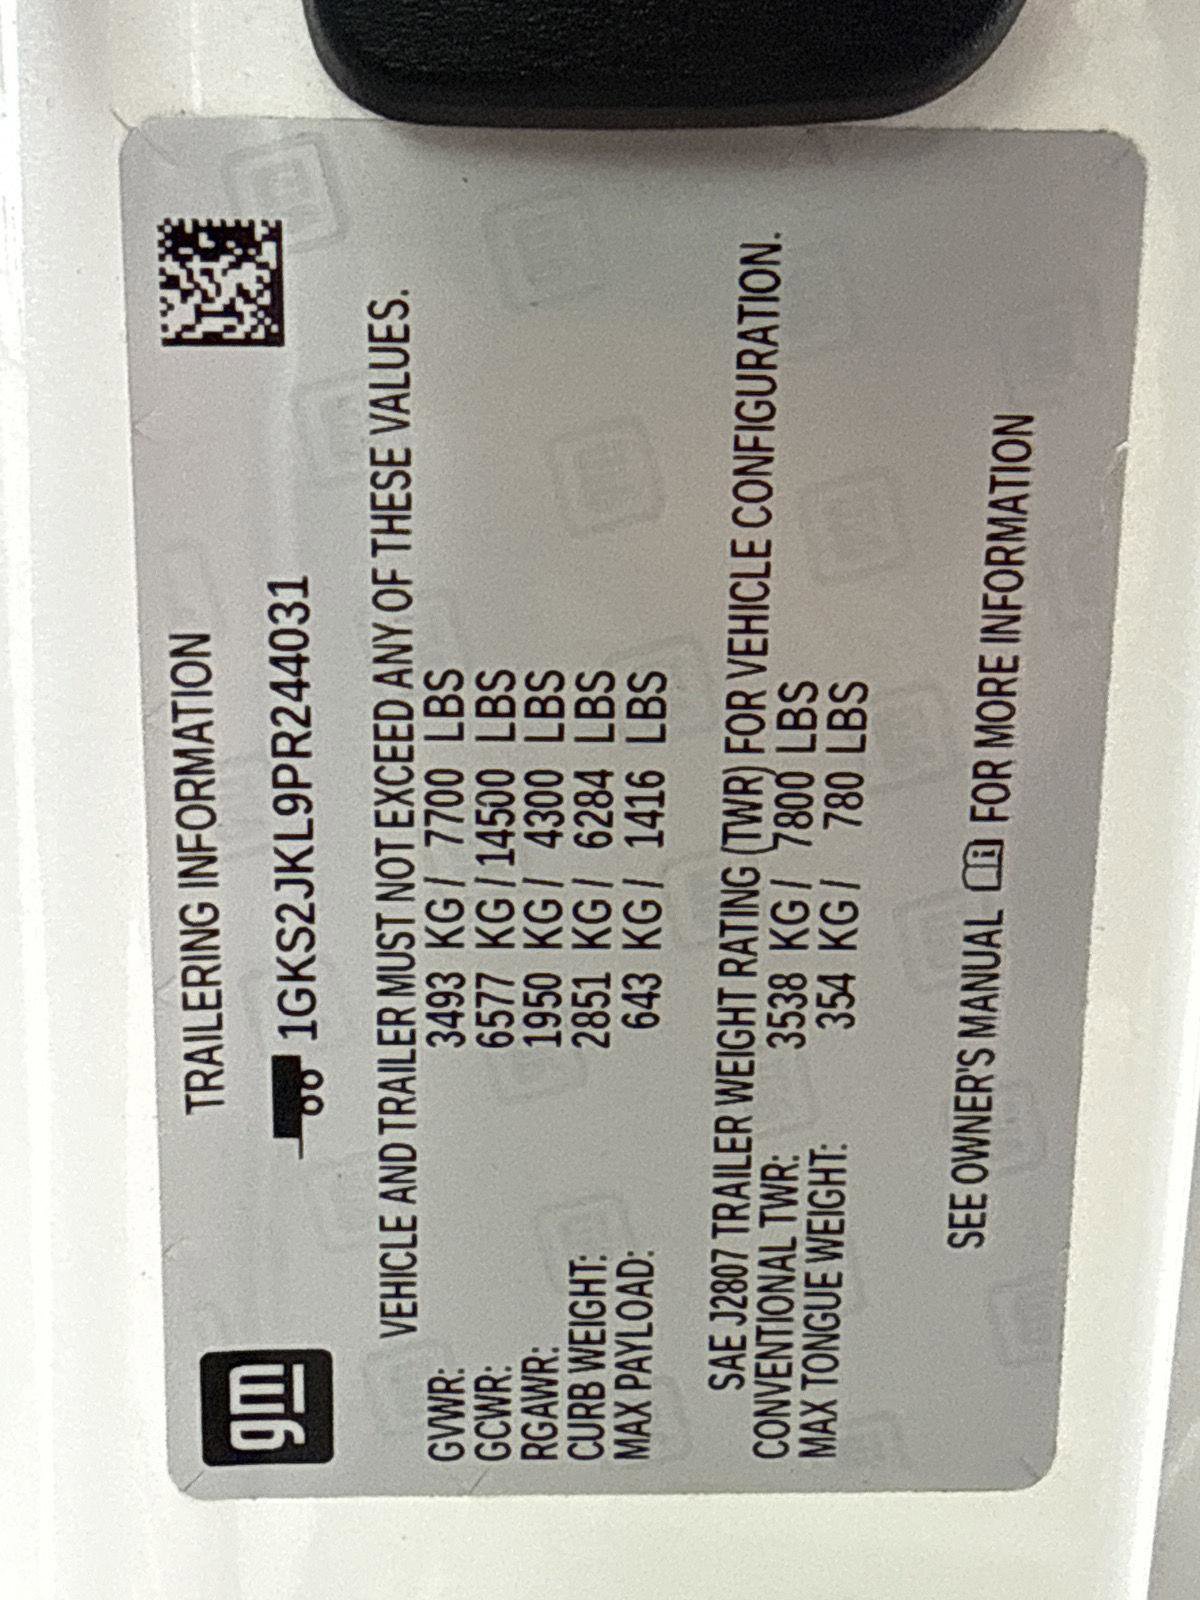 gm
TRAILERING INFORMATION
1GKS2JKL9PR244031
VEHICLE AND TRAILER MUST NOT EXCEED ANY OF THESE VALUES.
GVWR: 3493 KG / 7700 LBS
GCWR: 6577 KG / 14500 LBS
RGAWR: 1950 KG / 4300 LBS
CURB WEIGHT: 2851 KG / 6284 LBS
MAX PAYLOAD: 643 KG / 1416 LBS
SAE J2807 TRAILER WEIGHT RATING (TWR) FOR VEHICLE CONFIGURATION.
CONVENTIONAL TWR: 3538 KG / 7800 LBS
MAX TONGUE WEIGHT: 354 KG / 780 LBS
SEE OWNER'S MANUAL FOR MORE INFORMATION